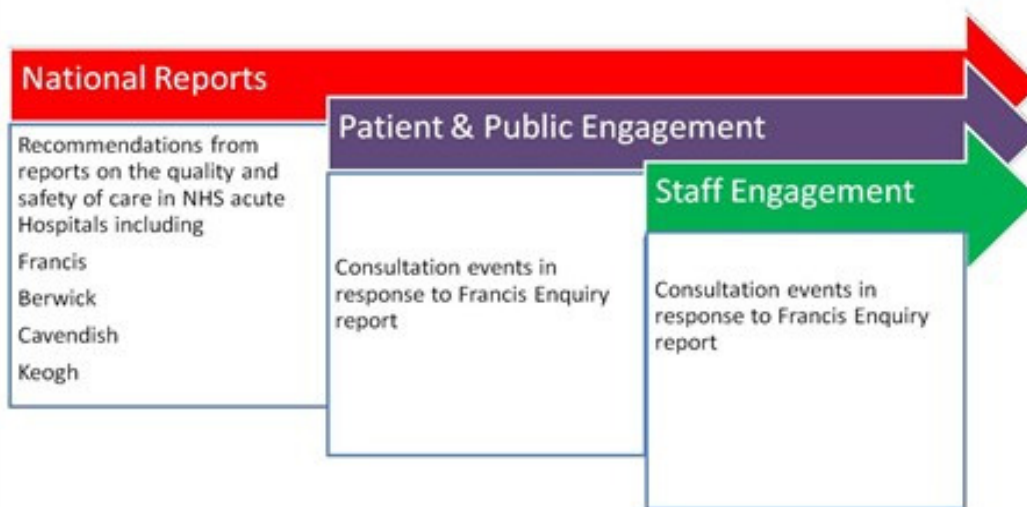 National Reports
Recommendations from
reports on the quality and
safety of care in NHS acute
Hospitals including
Francis
Berwick
Cavendish
Keogh
Patient & Public Engagement
Consultation events in
response to Francis Enquiry
report
Staff Engagement
Consultation events in
response to Francis Enquiry
report